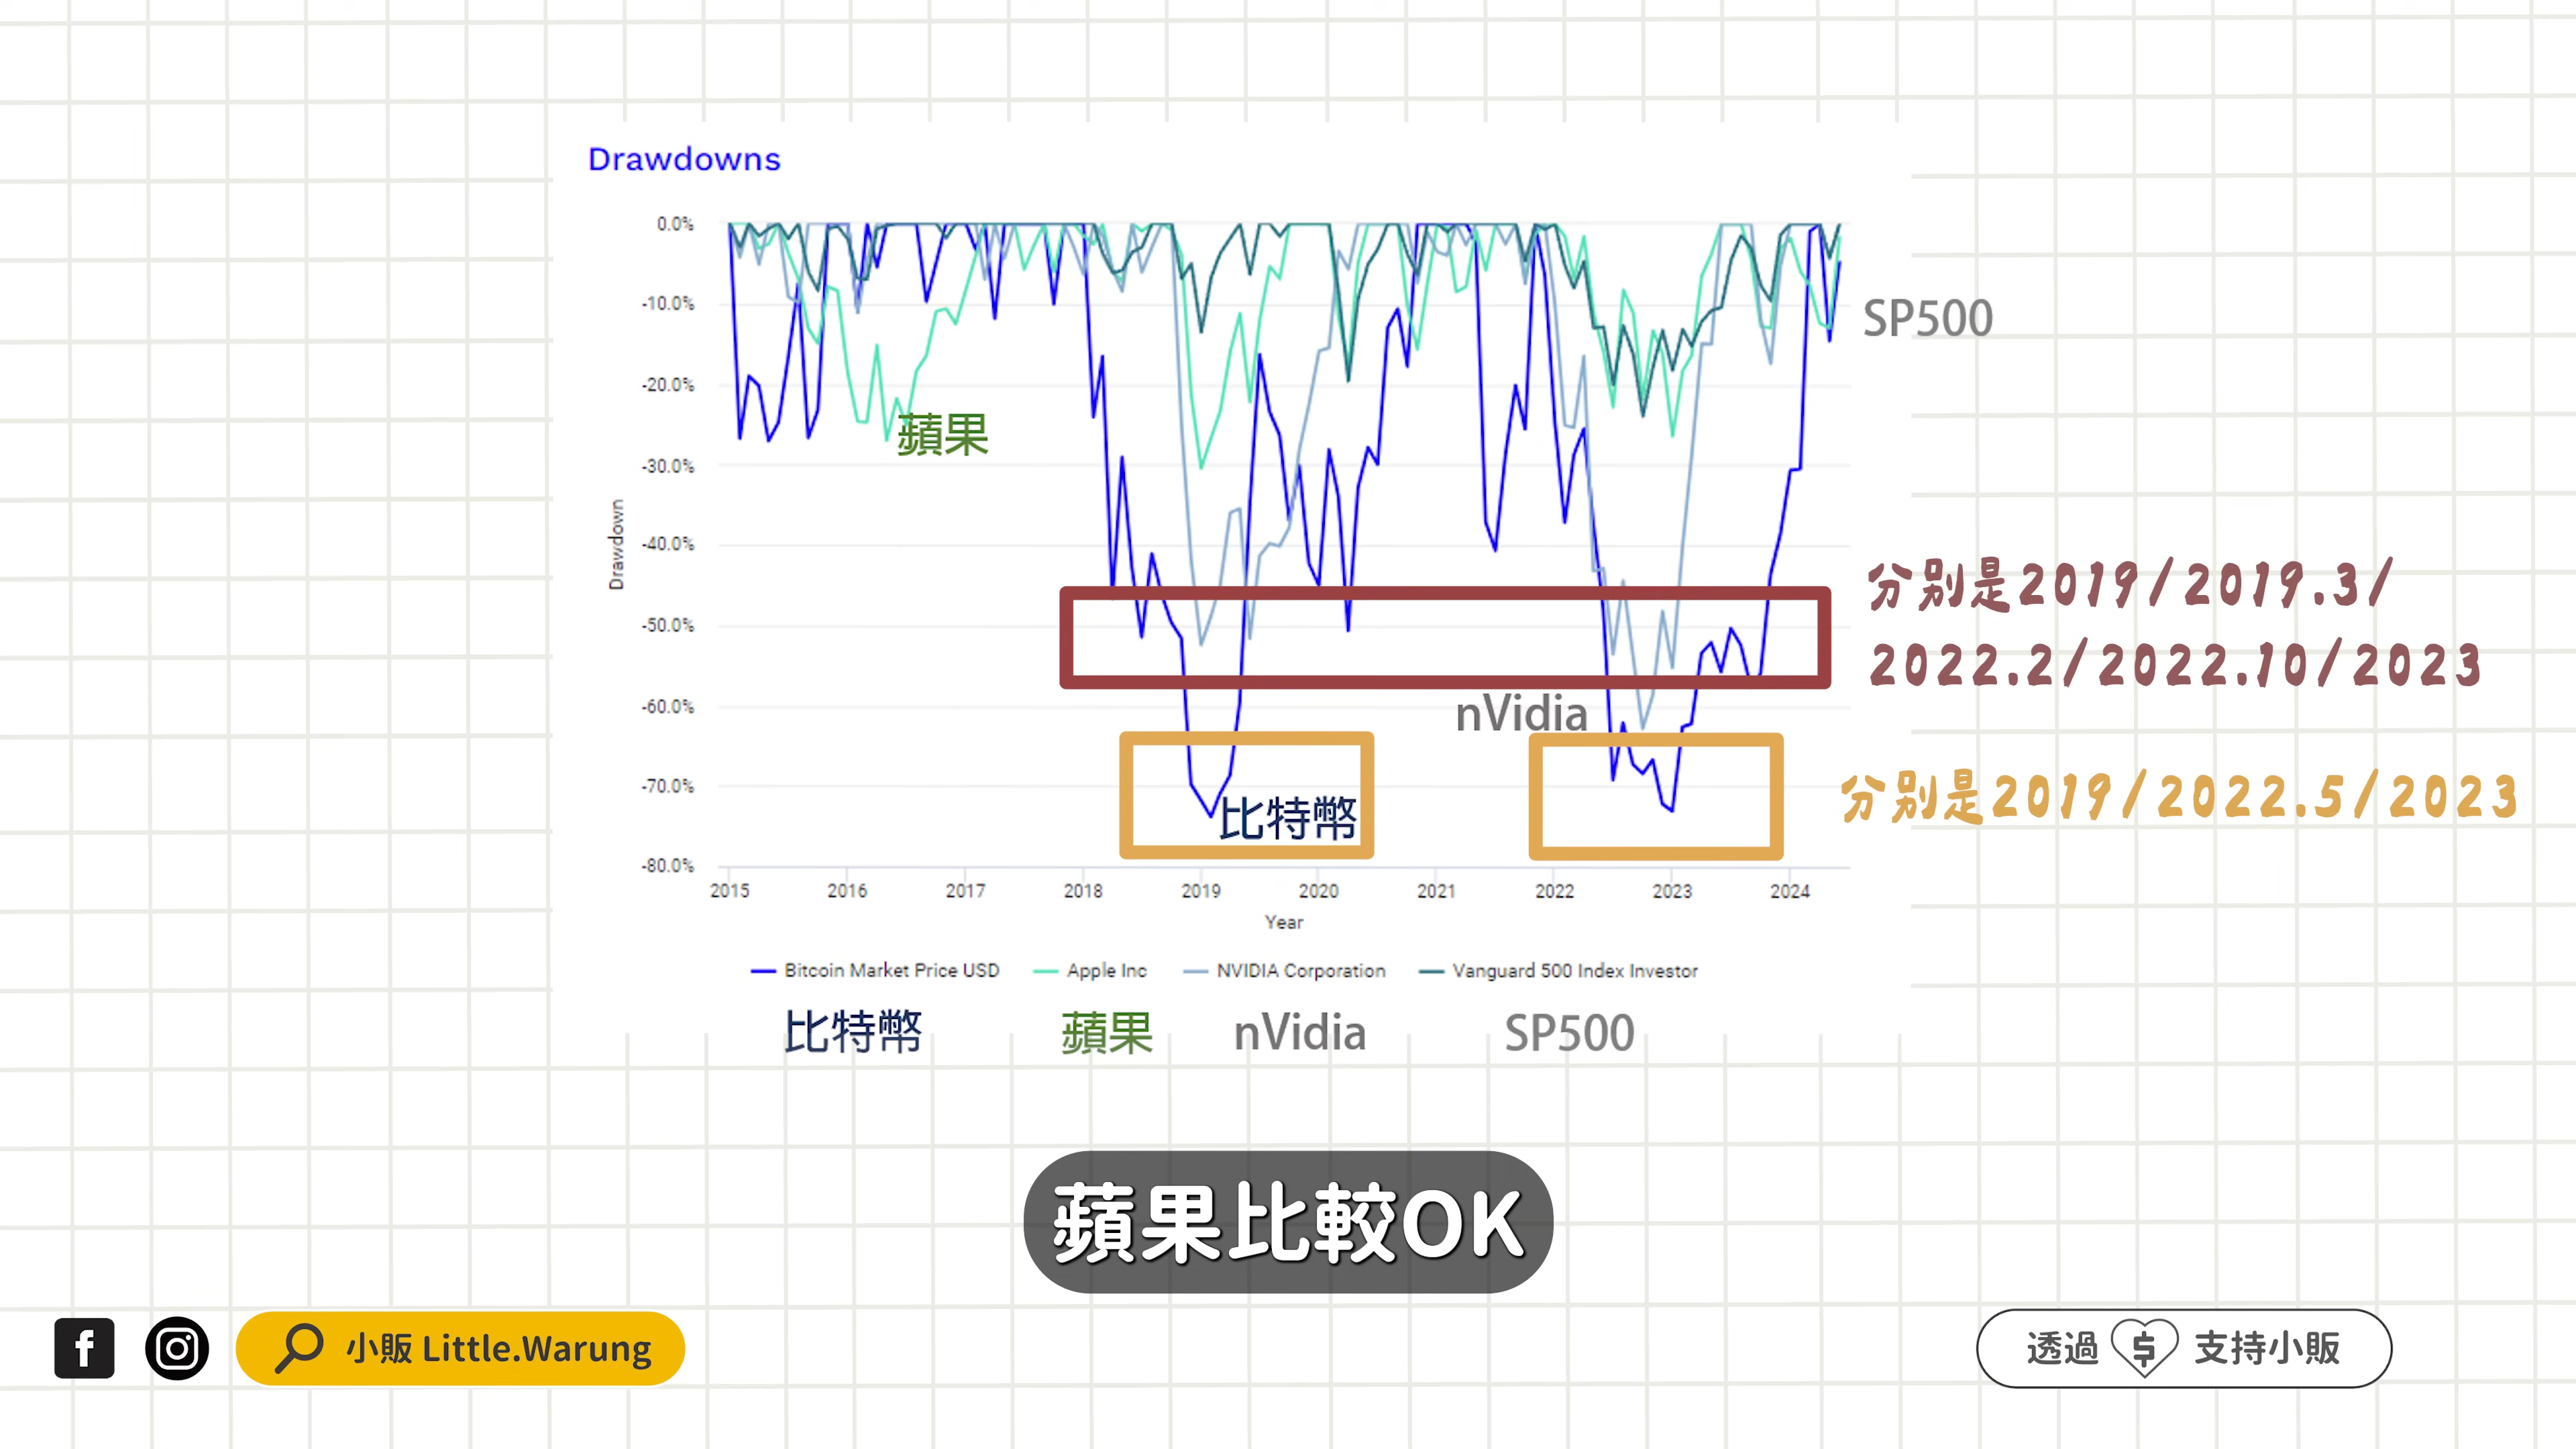 Drawdowns
0.0%
-10.0%
SP500
-20.0%
蘋果
-30.0%
Drawdown
-40.0%
分別是2019/2019.3/
-50.0%
2022.2/2022.10/2023
-60.0%
nVidia
-70.0%
比特幣
分別是2019/2022.5/2023
-80.0%
2015 2016 2017 2018 2019 2020 2021 2022 2023 2024
Year
Bitcoin Market Price USD Apple Inc NVIDIA Corporation Vanguard 500 Index Investor
比特幣 蘋果 nVidia SP500
蘋果比較OK
f 小販 Little.Warung 透過 $ 支持小販